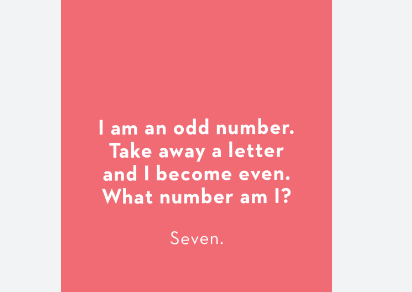 I am an odd number.
Take away a letter
and I become even.
What number am I?
Seven.